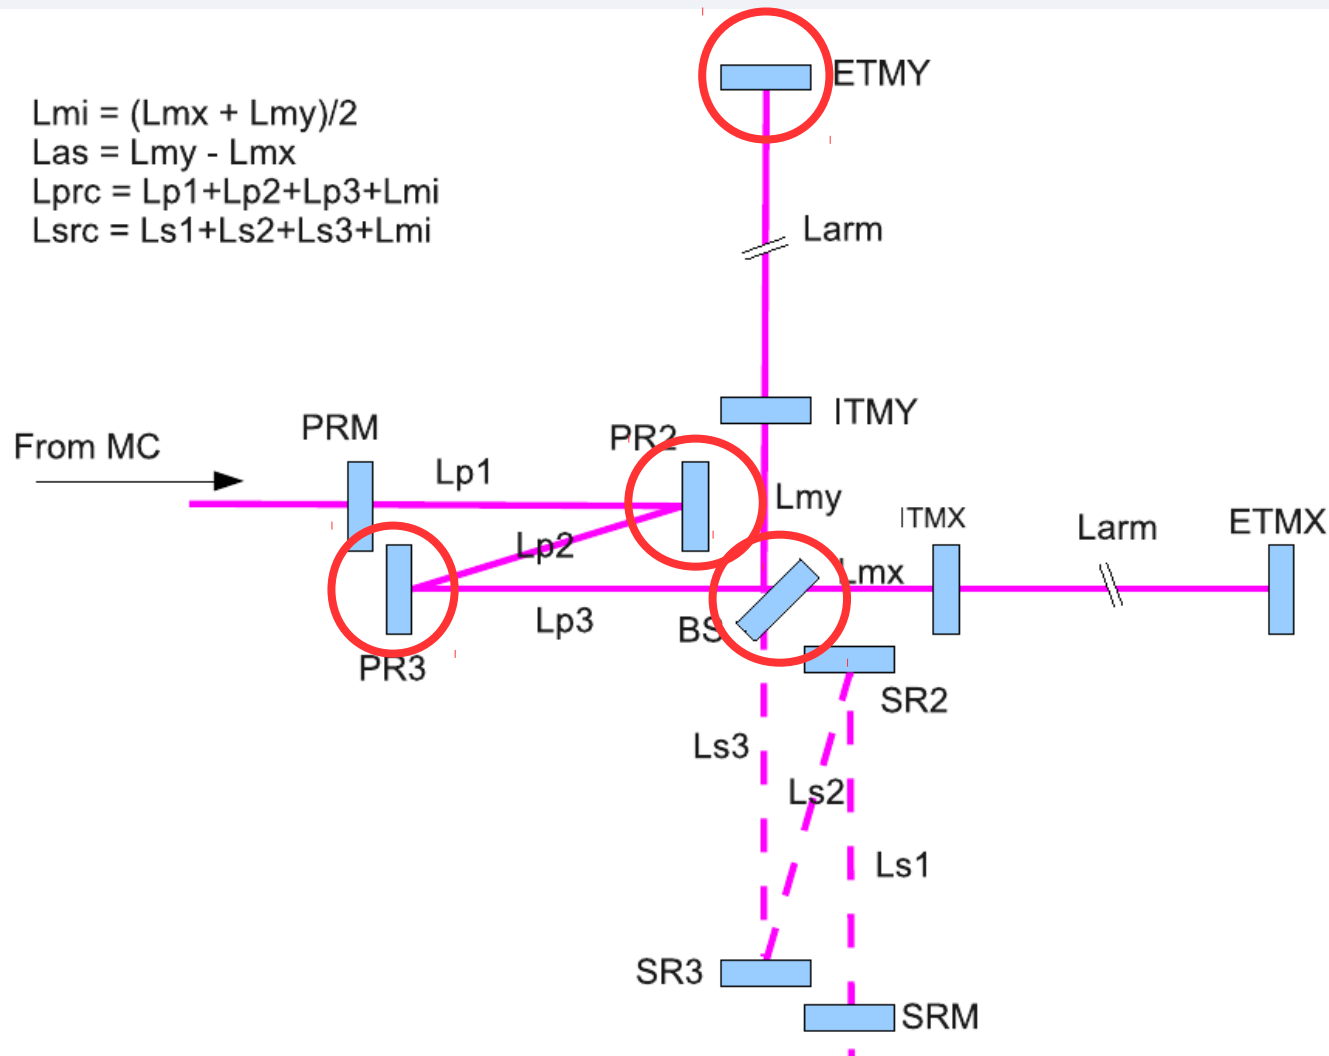 ETMY
Lmi = (Lmx + Lmy)/2
Las = Lmy - Lmx
Lprc = Lp1+Lp2+Lp3+Lmi
Lsrc = Ls1+Ls2+Ls3+Lmi
Larm
ITMY
PRM
PR2
From MC
Lp1
Lmy
ITMX
Larm
ETMX
Lp2
Lmx
Lp3
BS
PR3
SR2
Ls3
Ls2
Ls1
SR3
SRM